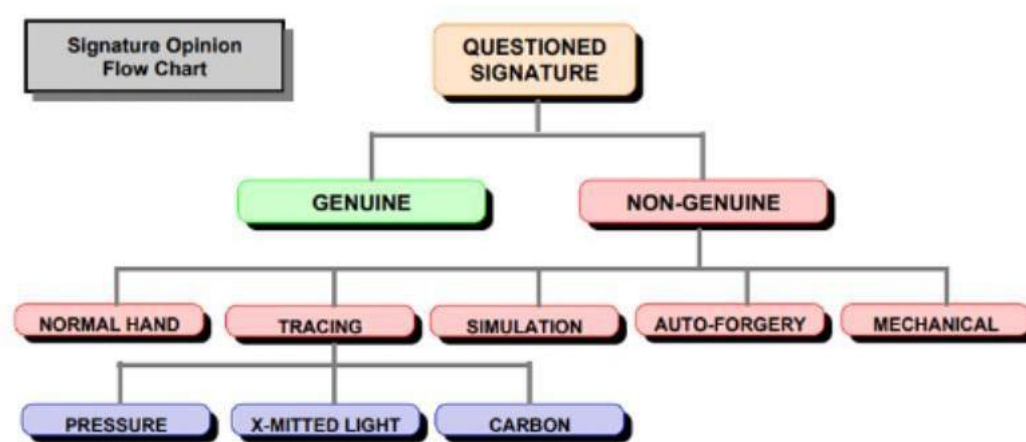 Signature Opinion
Flow Chart
QUESTIONED
SIGNATURE
GENUINE
NON-GENUINE
NORMAL HAND
TRACING
SIMULATION
AUTO-FORGERY
MECHANICAL
PRESSURE
X-MITTED LIGHT
CARBON